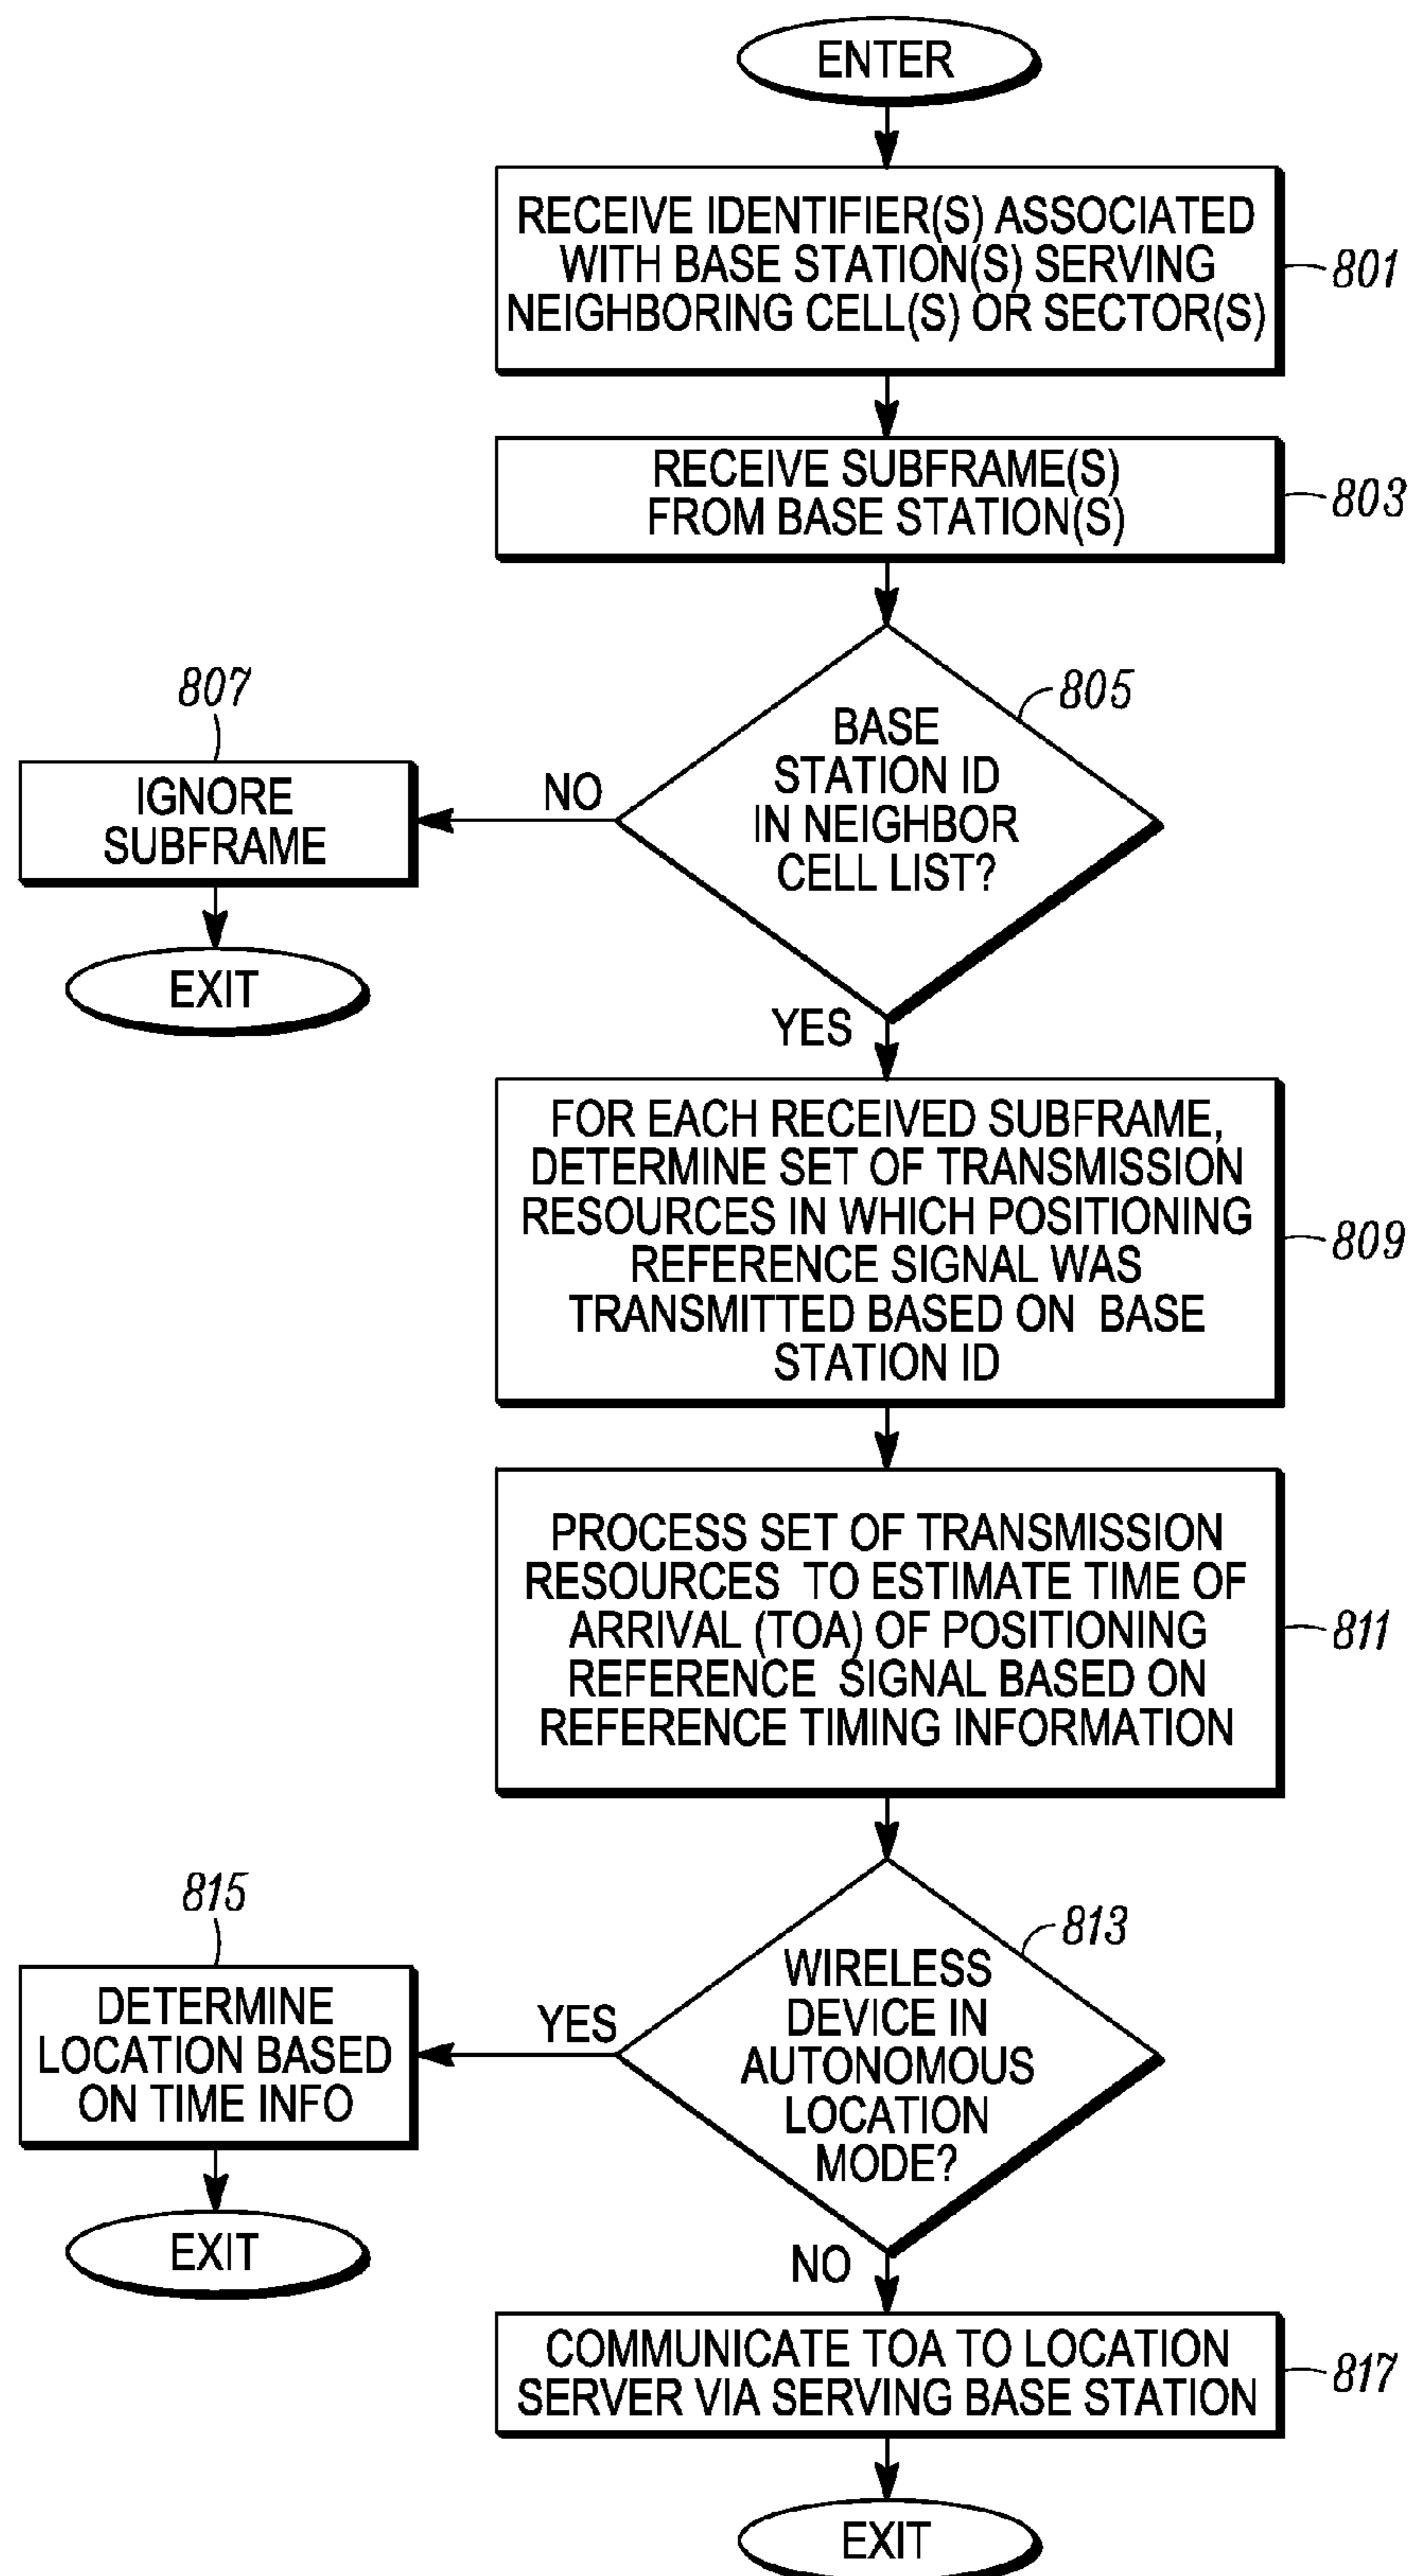 ENTER
RECEIVE IDENTIFIER(S) ASSOCIATED
WITH BASE STATION(S) SERVING
NEIGHBORING CELL(S) OR SECTOR(S)
801
RECEIVE SUBFRAME(S)
FROM BASE STATION(S)
803
BASE
STATION ID
IN NEIGHBOR
CELL LIST?
805
NO
807
IGNORE
SUBFRAME
EXIT
YES
FOR EACH RECEIVED SUBFRAME,
DETERMINE SET OF TRANSMISSION
RESOURCES IN WHICH POSITIONING
REFERENCE SIGNAL WAS
TRANSMITTED BASED ON BASE
STATION ID
809
PROCESS SET OF TRANSMISSION
RESOURCES TO ESTIMATE TIME OF
ARRIVAL (TOA) OF POSITIONING
REFERENCE SIGNAL BASED ON
REFERENCE TIMING INFORMATION
811
WIRELESS
DEVICE IN
AUTONOMOUS
LOCATION
MODE?
813
YES
815
DETERMINE
LOCATION BASED
ON TIME INFO
EXIT
NO
COMMUNICATE TOA TO LOCATION
SERVER VIA SERVING BASE STATION
817
EXIT